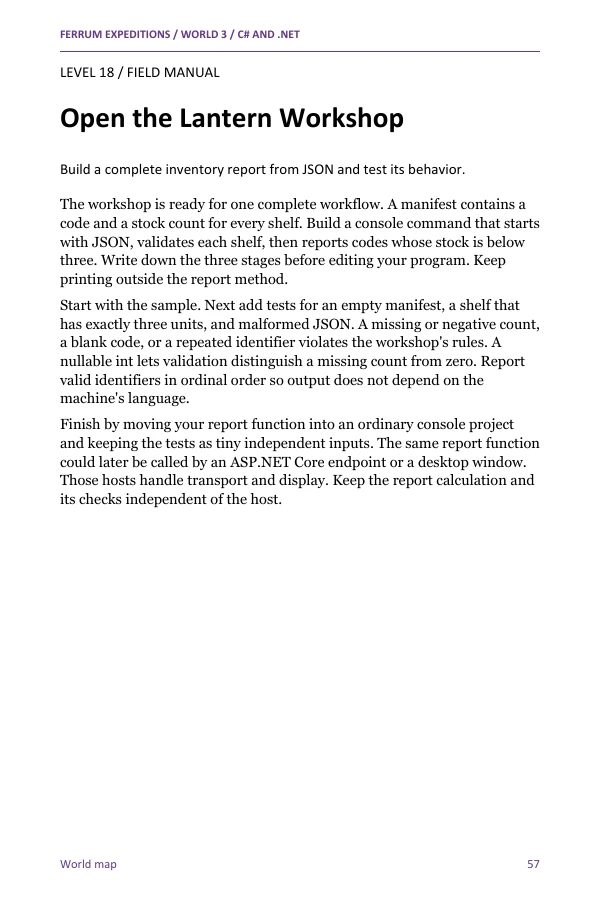 FERRUM EXPEDITIONS / WORLD 3 / C# AND .NET
LEVEL 18 / FIELD MANUAL
Open the Lantern Workshop
Build a complete inventory report from JSON and test its behavior.
The workshop is ready for one complete workflow. A manifest contains a
code and a stock count for every shelf. Build a console command that starts
with JSON, validates each shelf, then reports codes whose stock is below
three. Write down the three stages before editing your program. Keep
printing outside the report method.
Start with the sample. Next add tests for an empty manifest, a shelf that
has exactly three units, and malformed JSON. A missing or negative count,
a blank code, or a repeated identifier violates the workshop's rules. A
nullable int lets validation distinguish a missing count from zero. Report
valid identifiers in ordinal order so output does not depend on the
machine's language.
Finish by moving your report function into an ordinary console project
and keeping the tests as tiny independent inputs. The same report function
could later be called by an ASP.NET Core endpoint or a desktop window.
Those hosts handle transport and display. Keep the report calculation and
its checks independent of the host.
World map
57